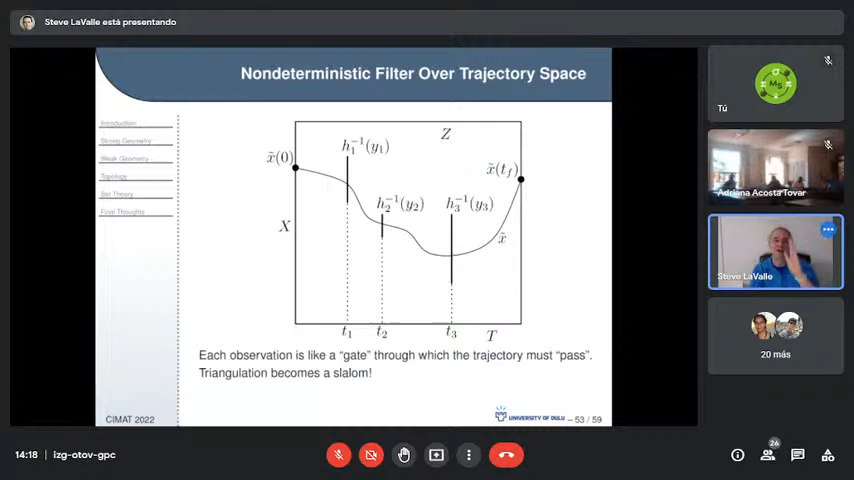 Steve LaValle está presentando
Nondeterministic Filter Over Trajectory Space
Introduction
Strong Geometry
Weak Geometry
Topology
Set Theory
Final Thoughts
Z
h₁⁻¹(y₁)
x̃(0)
x̃(t_f)
h₂⁻¹(y₂)
h₃⁻¹(y₃)
X
x̃
t₁
t₂
t₃
T
Each observation is like a “gate” through which the trajectory must “pass”.
Triangulation becomes a slalom!
CIMAT 2022
UNIVERSITY OF OULU
– 53 / 59
MS
Tú
Adriana Acosta Tovar
Steve LaValle
20 más
14:18 | lzg-otov-gpc
26